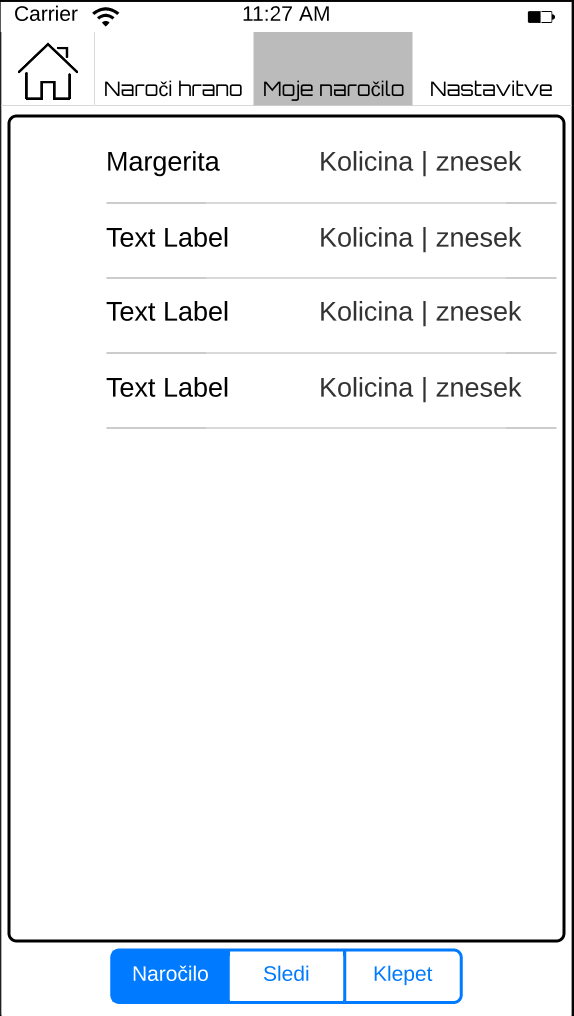 Carrier 11:27 AM
Naroči hrano Moje naročilo Nastavitve
Margerita Kolicina | znesek
Text Label Kolicina | znesek
Text Label Kolicina | znesek
Text Label Kolicina | znesek
Naročilo Sledi Klepet